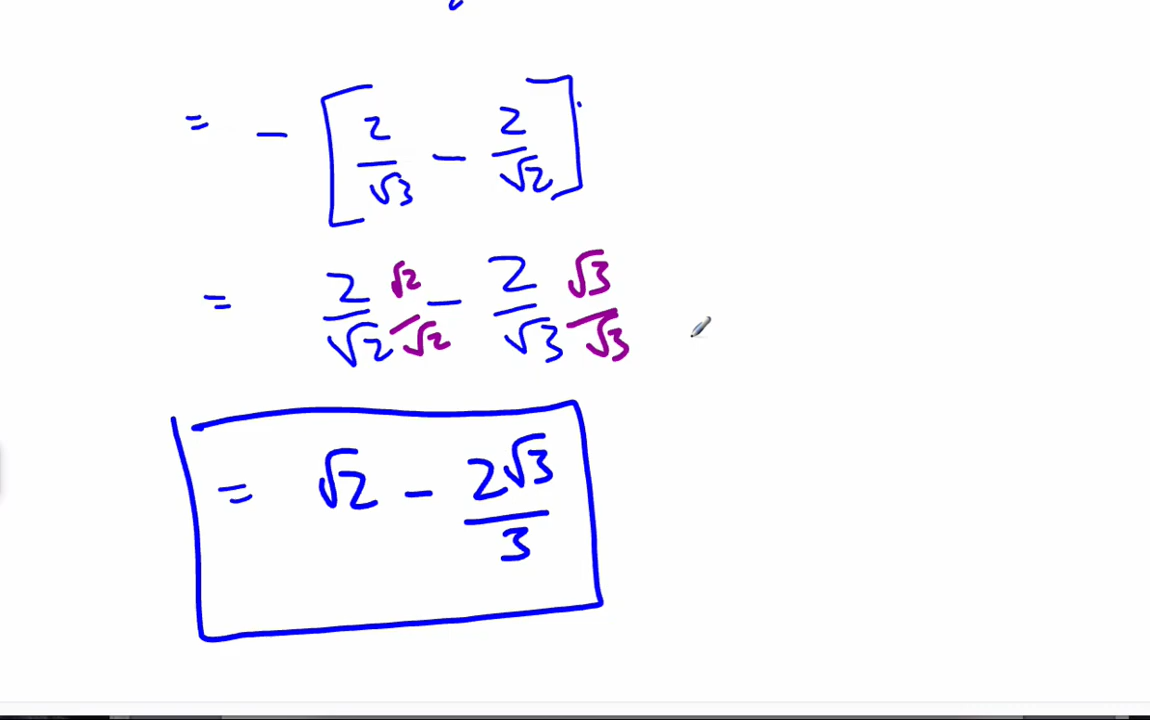 = - [2/√3 - 2/√2]
= 2/√2 √2/√2 - 2/√3 √3/√3
= √2 - 2√3/3